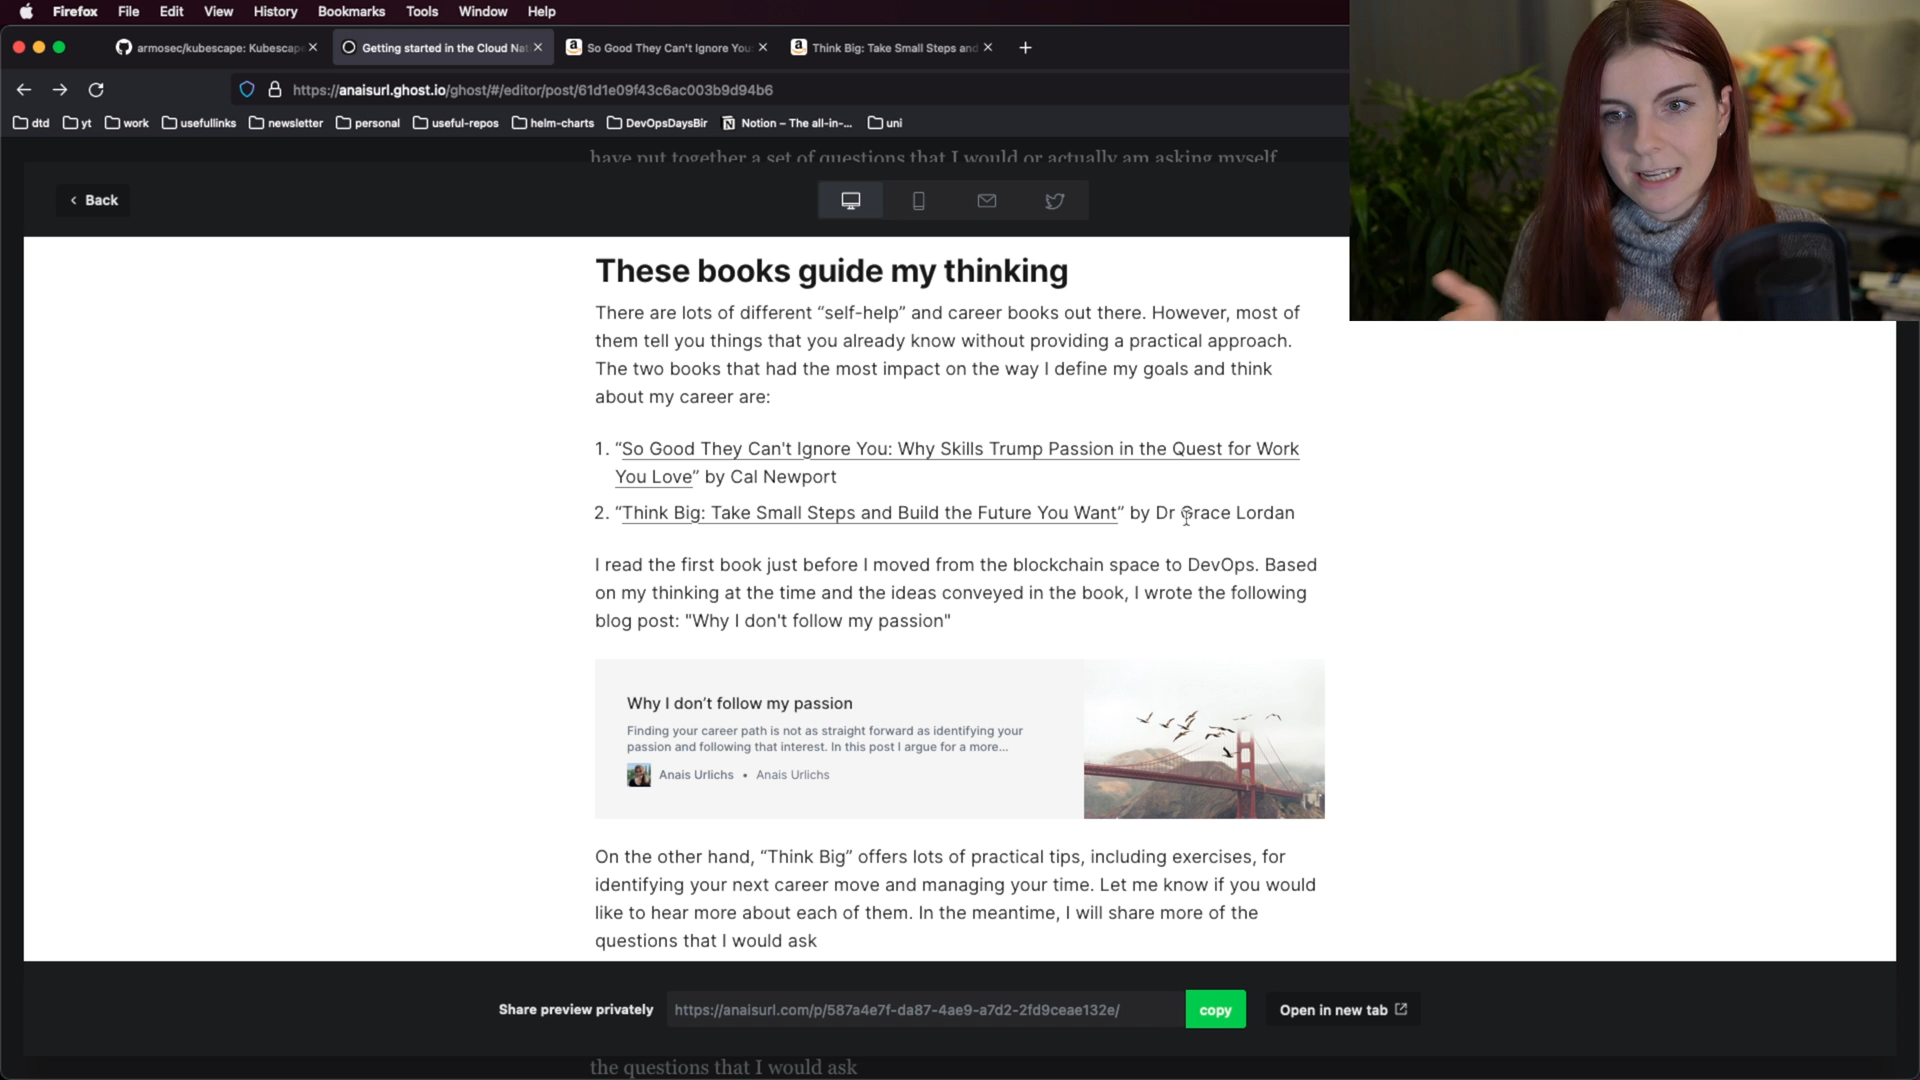 Firefox File Edit View History Bookmarks Tools Window Help
armosec/kubescape: Kubescape Getting started in the Cloud Nat So Good They Can't Ignore You: Think Big: Take Small Steps and
https://anaisurl.ghost.io/ghost/#/editor/post/61d1e09f43c6ac003b9d94b6
dtd yt work usefullinks newsletter personal useful-repos helm-charts DevOpsDaysBir Notion – The all-in-... uni
have put together a set of questions that I would or actually am asking myself
Back
These books guide my thinking
There are lots of different “self-help” and career books out there. However, most of
them tell you things that you already know without providing a practical approach.
The two books that had the most impact on the way I define my goals and think
about my career are:
1. “So Good They Can't Ignore You: Why Skills Trump Passion in the Quest for Work
You Love” by Cal Newport
2. “Think Big: Take Small Steps and Build the Future You Want” by Dr Grace Lordan
I read the first book just before I moved from the blockchain space to DevOps. Based
on my thinking at the time and the ideas conveyed in the book, I wrote the following
blog post: "Why I don't follow my passion"
Why I don’t follow my passion
Finding your career path is not as straight forward as identifying your
passion and following that interest. In this post I argue for a more...
Anais Urlichs • Anais Urlichs
On the other hand, “Think Big” offers lots of practical tips, including exercises, for
identifying your next career move and managing your time. Let me know if you would
like to hear more about each of them. In the meantime, I will share more of the
questions that I would ask
Share preview privately https://anaisurl.com/p/587a4e7f-da87-4ae9-a7d2-2fd9ceae132e/ copy Open in new tab
the questions that I would ask